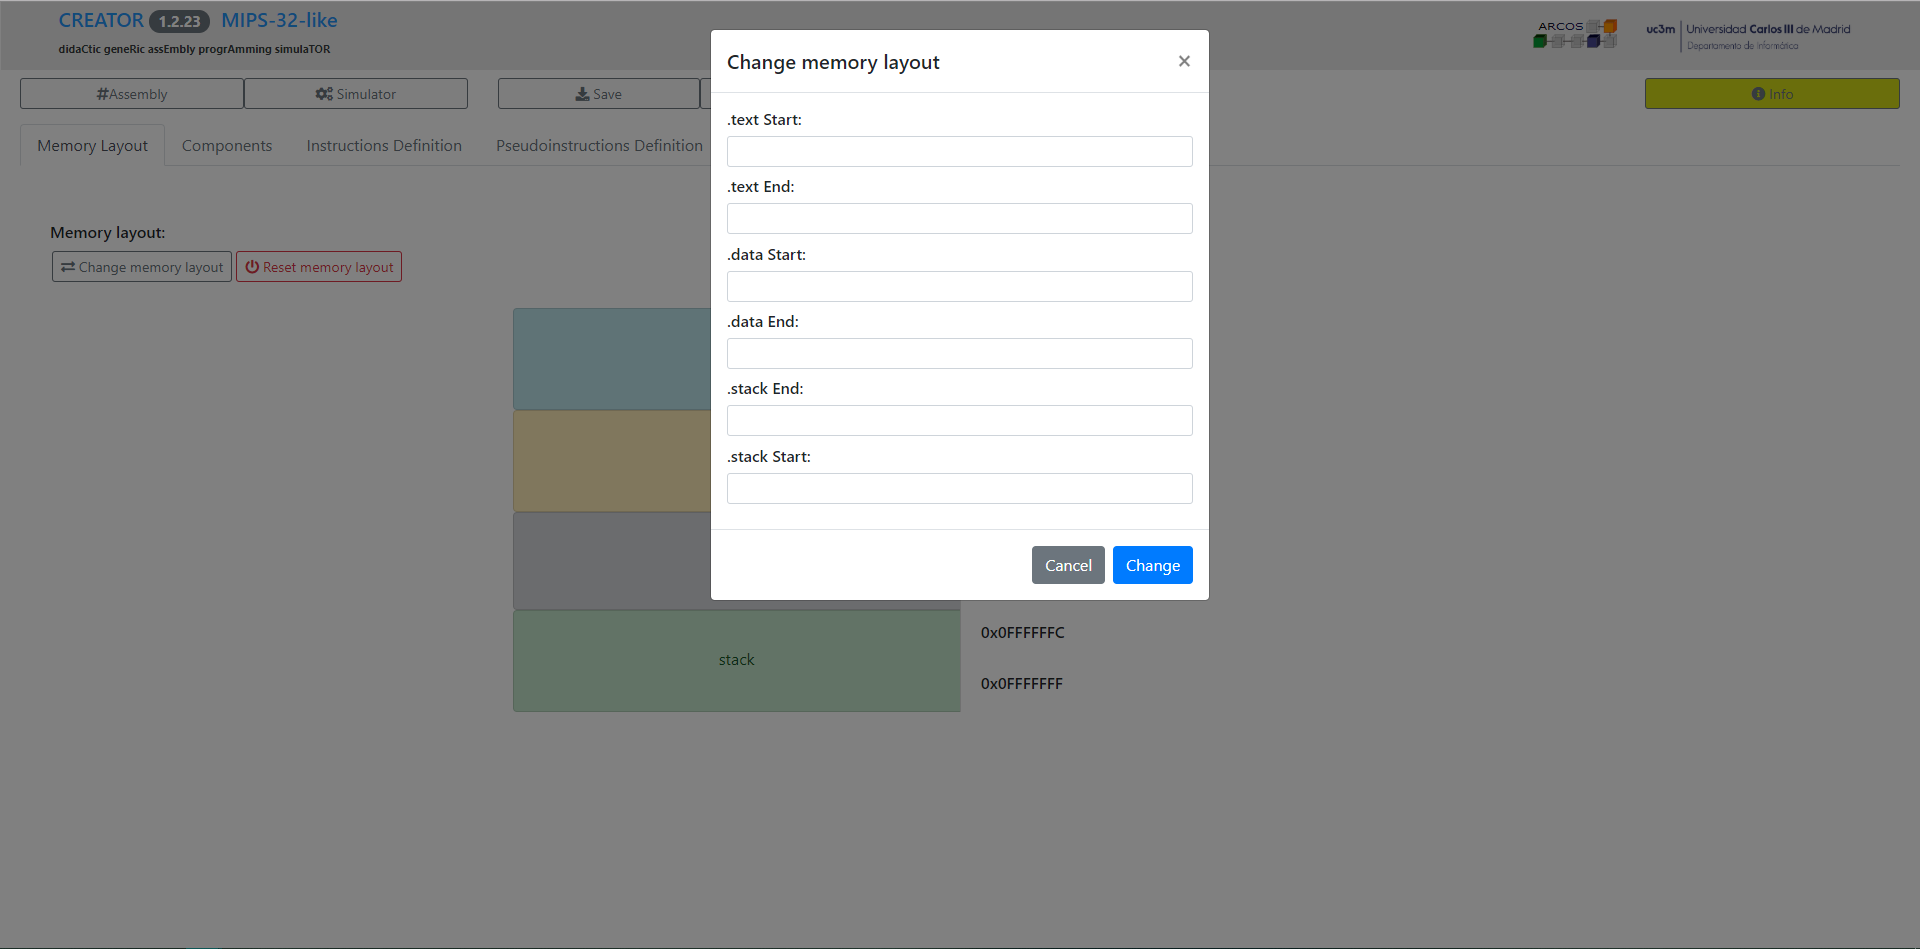 CREATOR 1.2.23 MIPS-32-like
didaCtic geneRic assEmbly progrAmming simulaTOR
ARCOS
uc3m Universidad Carlos III de Madrid
Departamento de Informática
#Assembly
Simulator
Save
Info
Memory Layout
Components
Instructions Definition
Pseudoinstructions Definition
Memory layout:
Change memory layout
Reset memory layout
Change memory layout
×
.text Start:
.text End:
.data Start:
.data End:
.stack End:
.stack Start:
Cancel
Change
stack
0x0FFFFFFC
0x0FFFFFFF